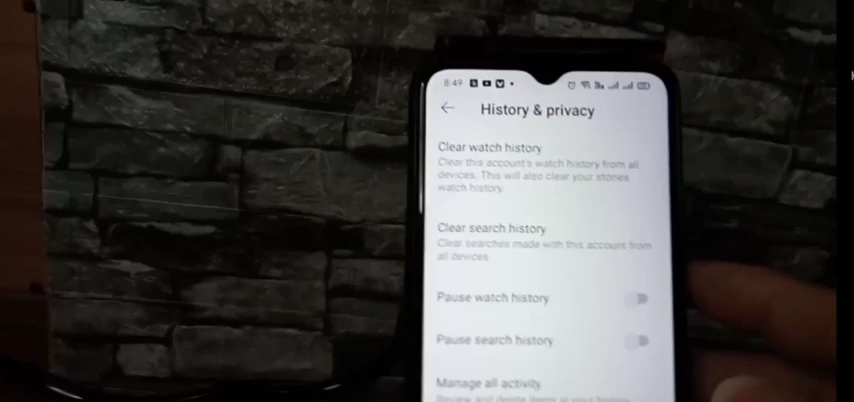 8:49
History & privacy
Clear watch history
Clear this account's watch history from all
devices. This will also clear your stories
watch history.
Clear search history
Clear searches made with this account from
all devices
Pause watch history
Pause search history
Manage all activity